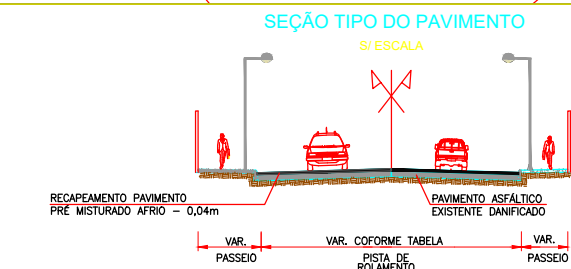 SEÇÃO TIPO DO PAVIMENTO
S/ ESCALA
RECAPEAMENTO PAVIMENTO
PRÉ MISTURADO AFRIO – 0,04m
PAVIMENTO ASFÁLTICO
EXISTENTE DANIFICADO
VAR.
VAR. COFORME TABELA
VAR.
PASSEIO
PISTA DE
ROLAMENTO
PASSEIO